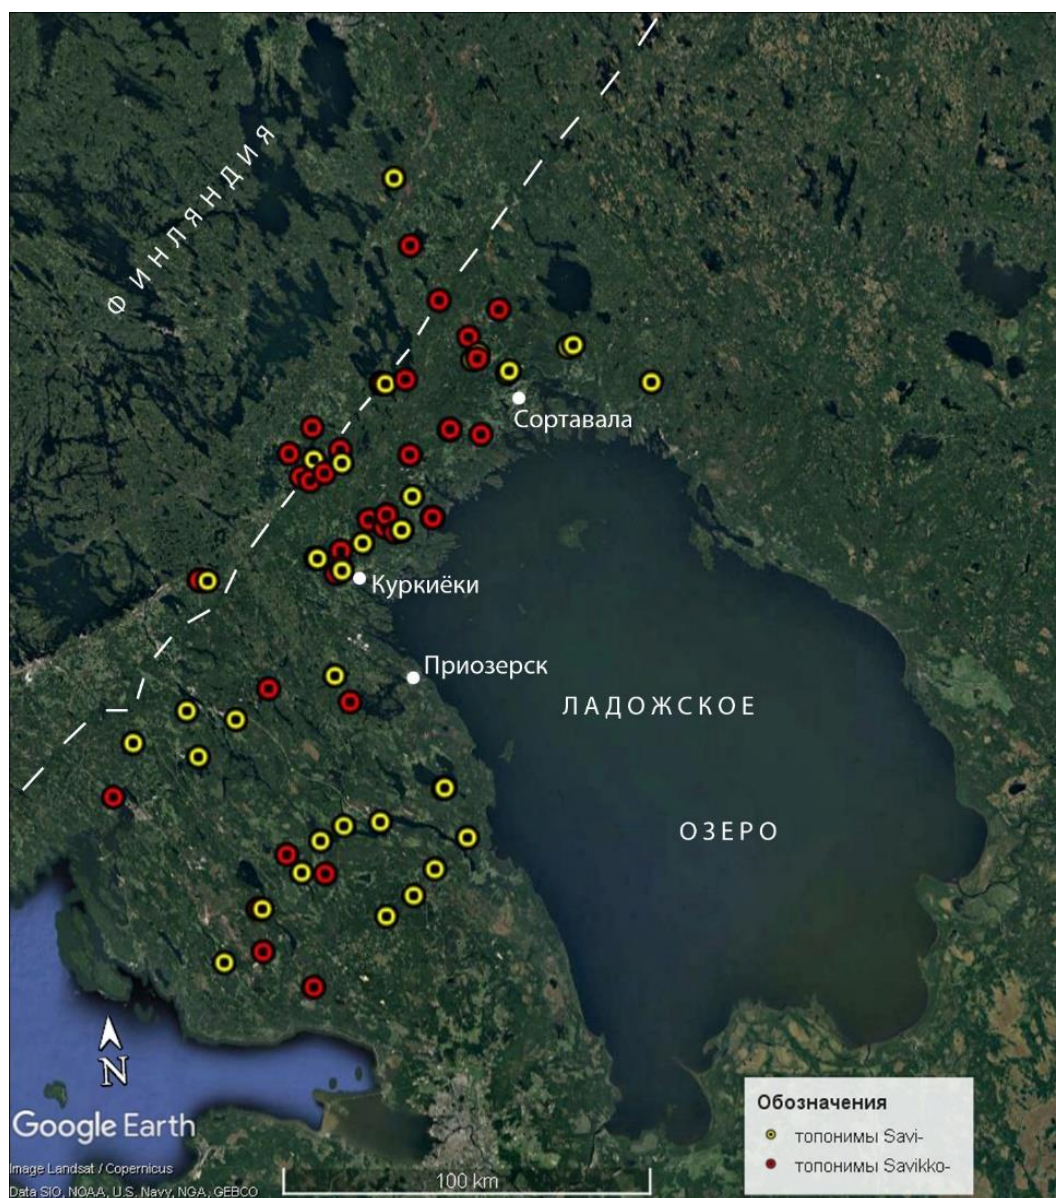 ФИНЛЯНДИЯ
Сортавала
Куркиёки
Приозерск
ЛАДОЖСКОЕ
ОЗЕРО
N
Google Earth
Image Landsat / Copernicus
Data SIO, NOAA, U.S. Navy, NGA, GEBCO
100 km
Обозначения
топонимы Savi-
топонимы Savikko-